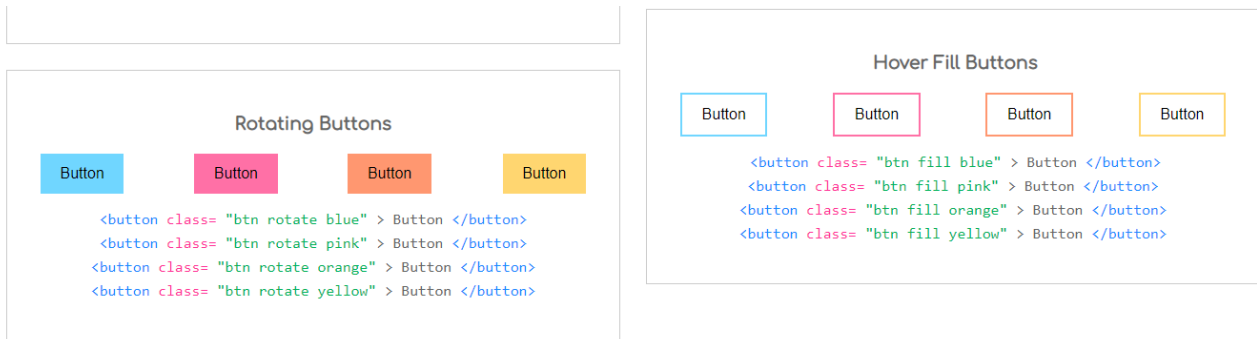 Rotating Buttons
Button Button Button Button
<button class= "btn rotate blue" > Button </button>
<button class= "btn rotate pink" > Button </button>
<button class= "btn rotate orange" > Button </button>
<button class= "btn rotate yellow" > Button </button>
Hover Fill Buttons
Button Button Button Button
<button class= "btn fill blue" > Button </button>
<button class= "btn fill pink" > Button </button>
<button class= "btn fill orange" > Button </button>
<button class= "btn fill yellow" > Button </button>